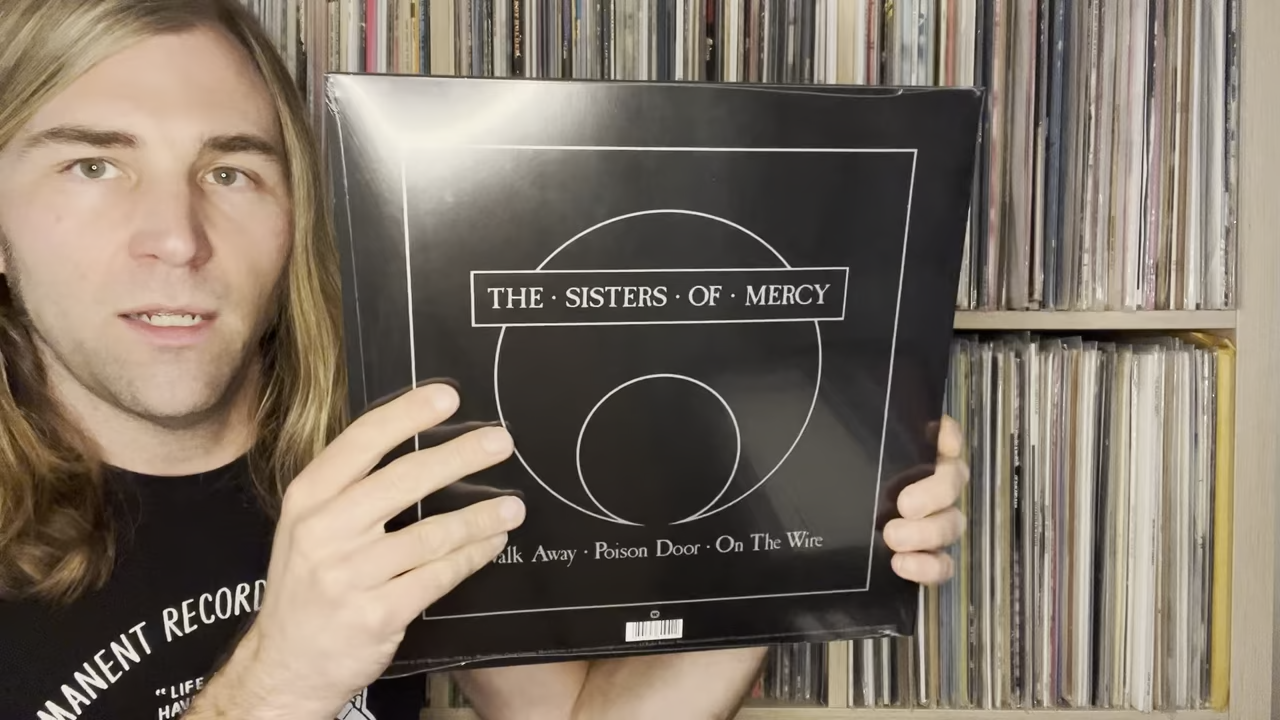 THE · SISTERS · OF · MERCY
alk Away · Poison Door · On The Wire
MANENT RECORD
"LIFE
HAV